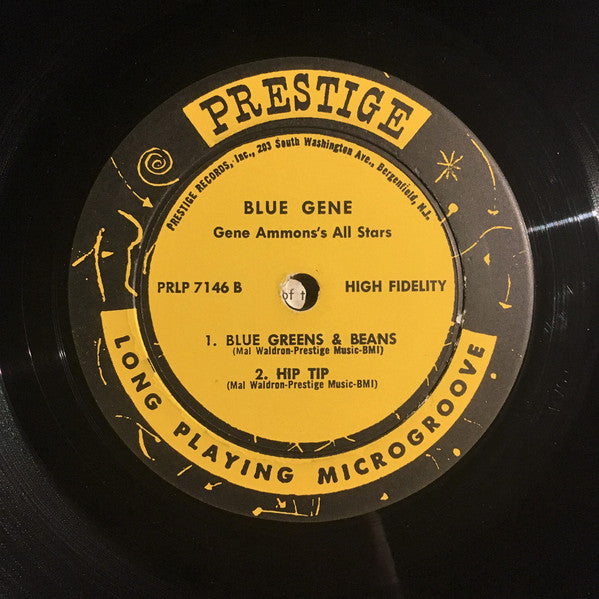 PRESTIGE
PRESTIGE RECORDS, Inc., 203 South Washington Ave., Bergenfield, N.J.
BLUE GENE
Gene Ammons's All Stars
PRLP 7146 B
of t
HIGH FIDELITY
1. BLUE GREENS & BEANS
(Mal Waldron-Prestige Music-BMI)
2. HIP TIP
(Mal Waldron-Prestige Music-BMI)
LONG PLAYING MICROGROOVE